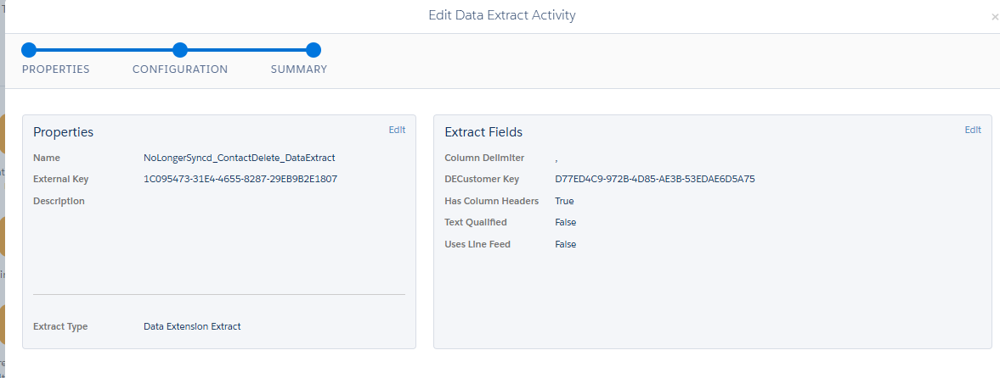 Edit Data Extract Activity
×
PROPERTIES CONFIGURATION SUMMARY
Properties Edit
Name NoLongerSyncd_ContactDelete_DataExtract
External Key 1C095473-31E4-4655-8287-29EB9B2E1807
Description
Extract Type Data Extension Extract
Extract Fields Edit
Column Delimiter ,
DECustomer Key D77ED4C9-972B-4D85-AE3B-53EDAE6D5A75
Has Column Headers True
Text Qualified False
Uses Line Feed False